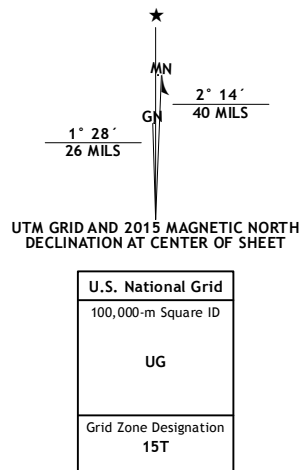 ★
MN
GN
2° 14´
40 MILS
1° 28´
26 MILS
UTM GRID AND 2015 MAGNETIC NORTH
DECLINATION AT CENTER OF SHEET
U.S. National Grid
100,000-m Square ID
UG
Grid Zone Designation
15T